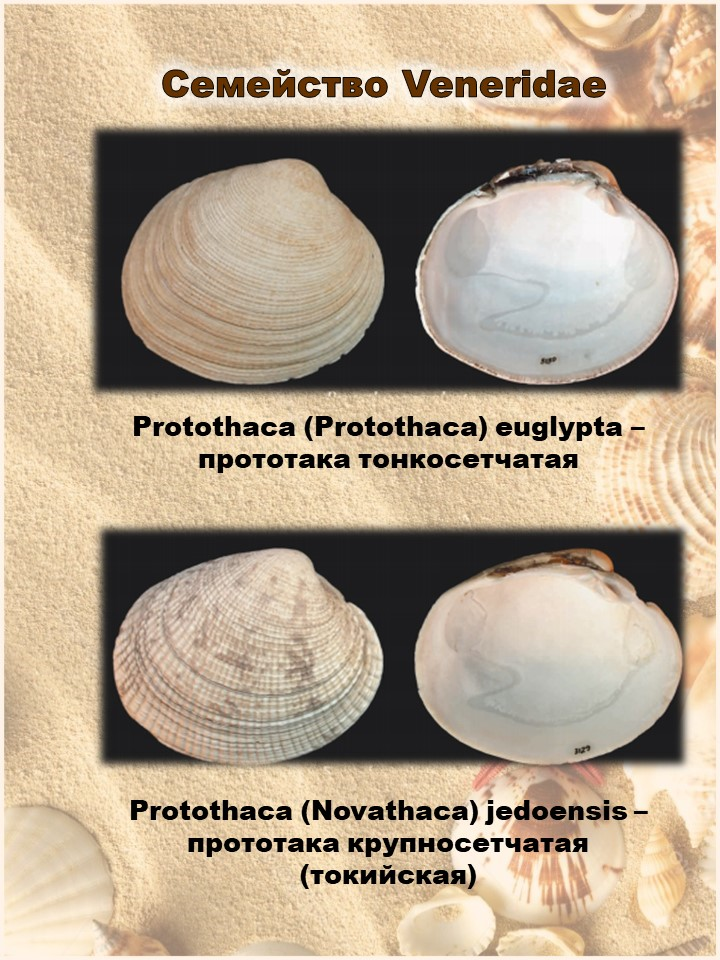 Семейство Veneridae
Protothaca (Protothaca) euglypta –
прототака тонкосетчатая
Protothaca (Novathaca) jedoensis –
прототака крупносетчатая
(токийская)